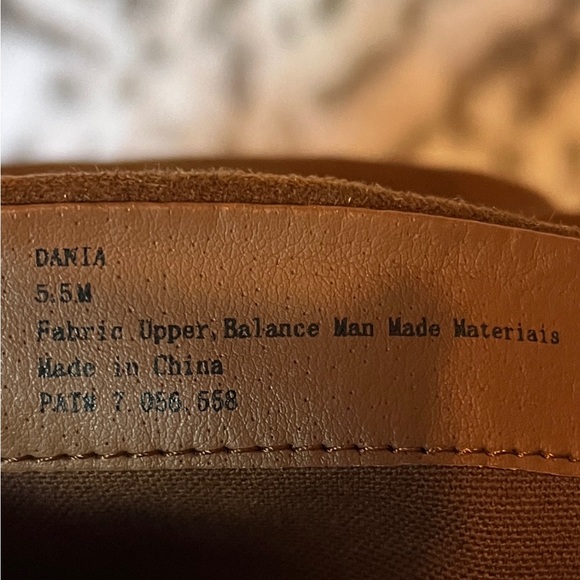 DANIA
5.5M
Fabric Upper,Balance Man Made Materials
Made in China
PAT# 7.056.558